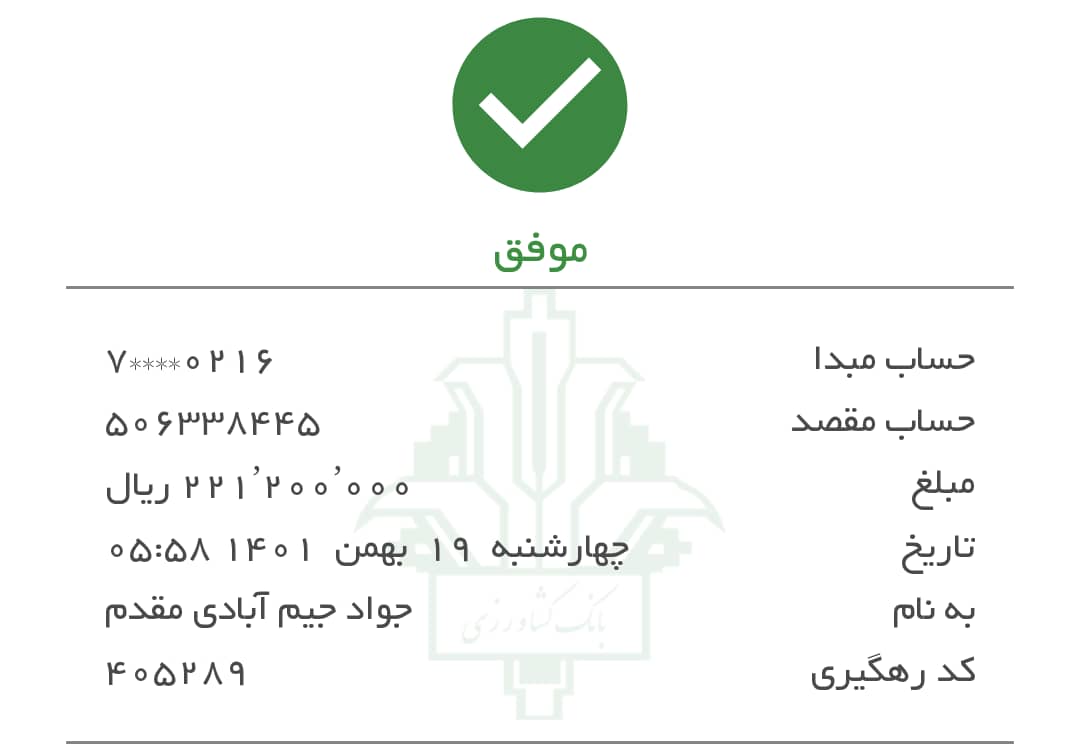 موفق
حساب مبدا ۷****۰۲۱۶
حساب مقصد ۵۰۶۳۳۸۴۴۵
مبلغ ۲۲۱٬۲۰۰٬۰۰۰ ریال
تاریخ چهارشنبه ۱۹ بهمن ۱۴۰۱ ۰۵:۵۸
به نام جواد جیم آبادی مقدم
کد رهگیری ۴۰۵۲۸۹
بانک کشاورزی